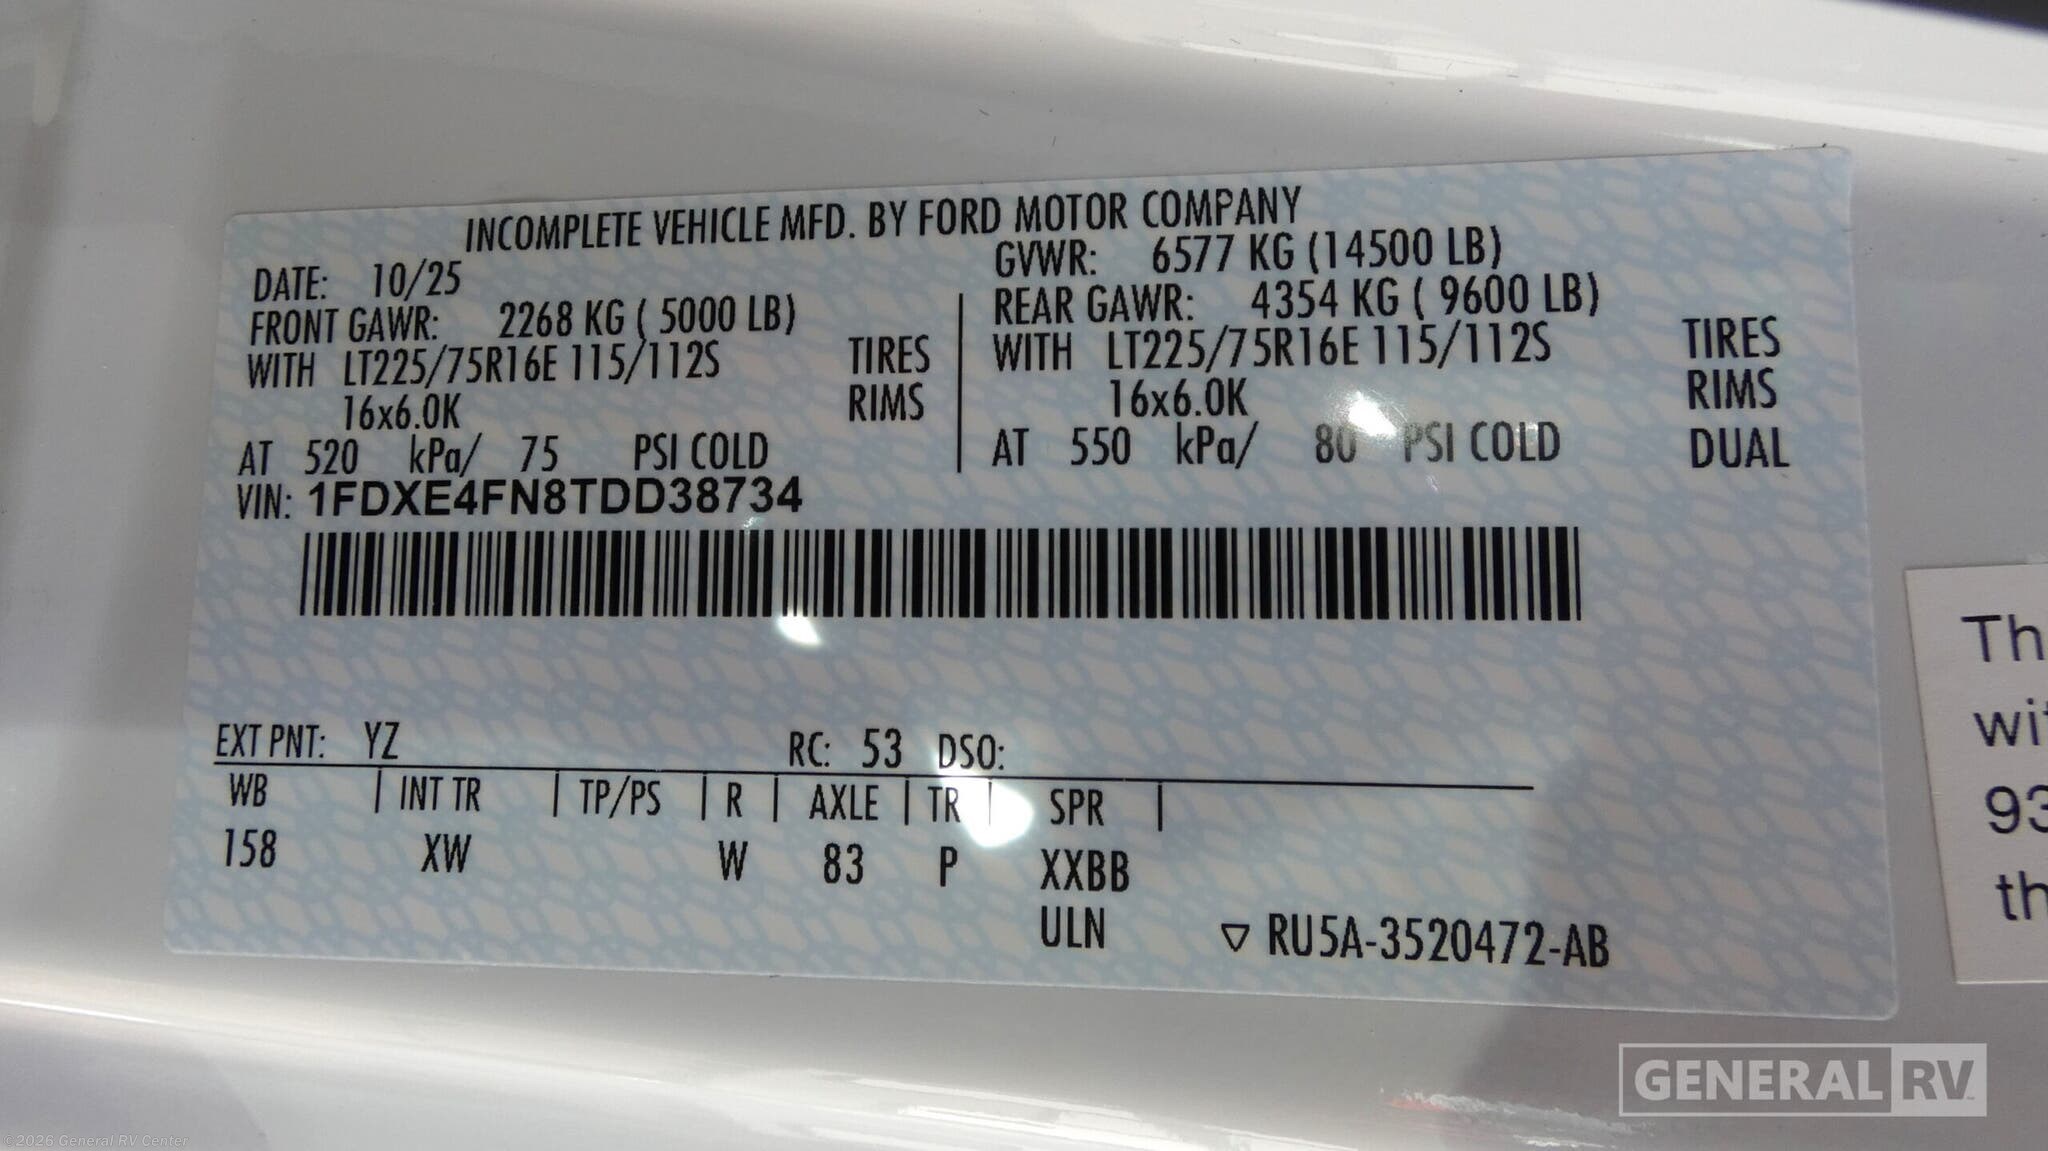 INCOMPLETE VEHICLE MFD. BY FORD MOTOR COMPANY
DATE: 10/25
GVWR: 6577 KG (14500 LB)
FRONT GAWR: 2268 KG ( 5000 LB)
REAR GAWR: 4354 KG ( 9600 LB)
WITH LT225/75R16E 115/112S TIRES
WITH LT225/75R16E 115/112S TIRES
16x6.0K RIMS
16x6.0K RIMS
AT 520 kPa/ 75 PSI COLD
AT 550 kPa/ 80 PSI COLD DUAL
VIN: 1FDXE4FN8TDD38734
EXT PNT: YZ RC: 53 DSO:
WB | INT TR | TP/PS | R | AXLE | TR | SPR |
158 XW W 83 P XXBB
ULN ▽ RU5A-3520472-AB
Th
wit
93
th
GENERAL RV
©2026 General RV Center